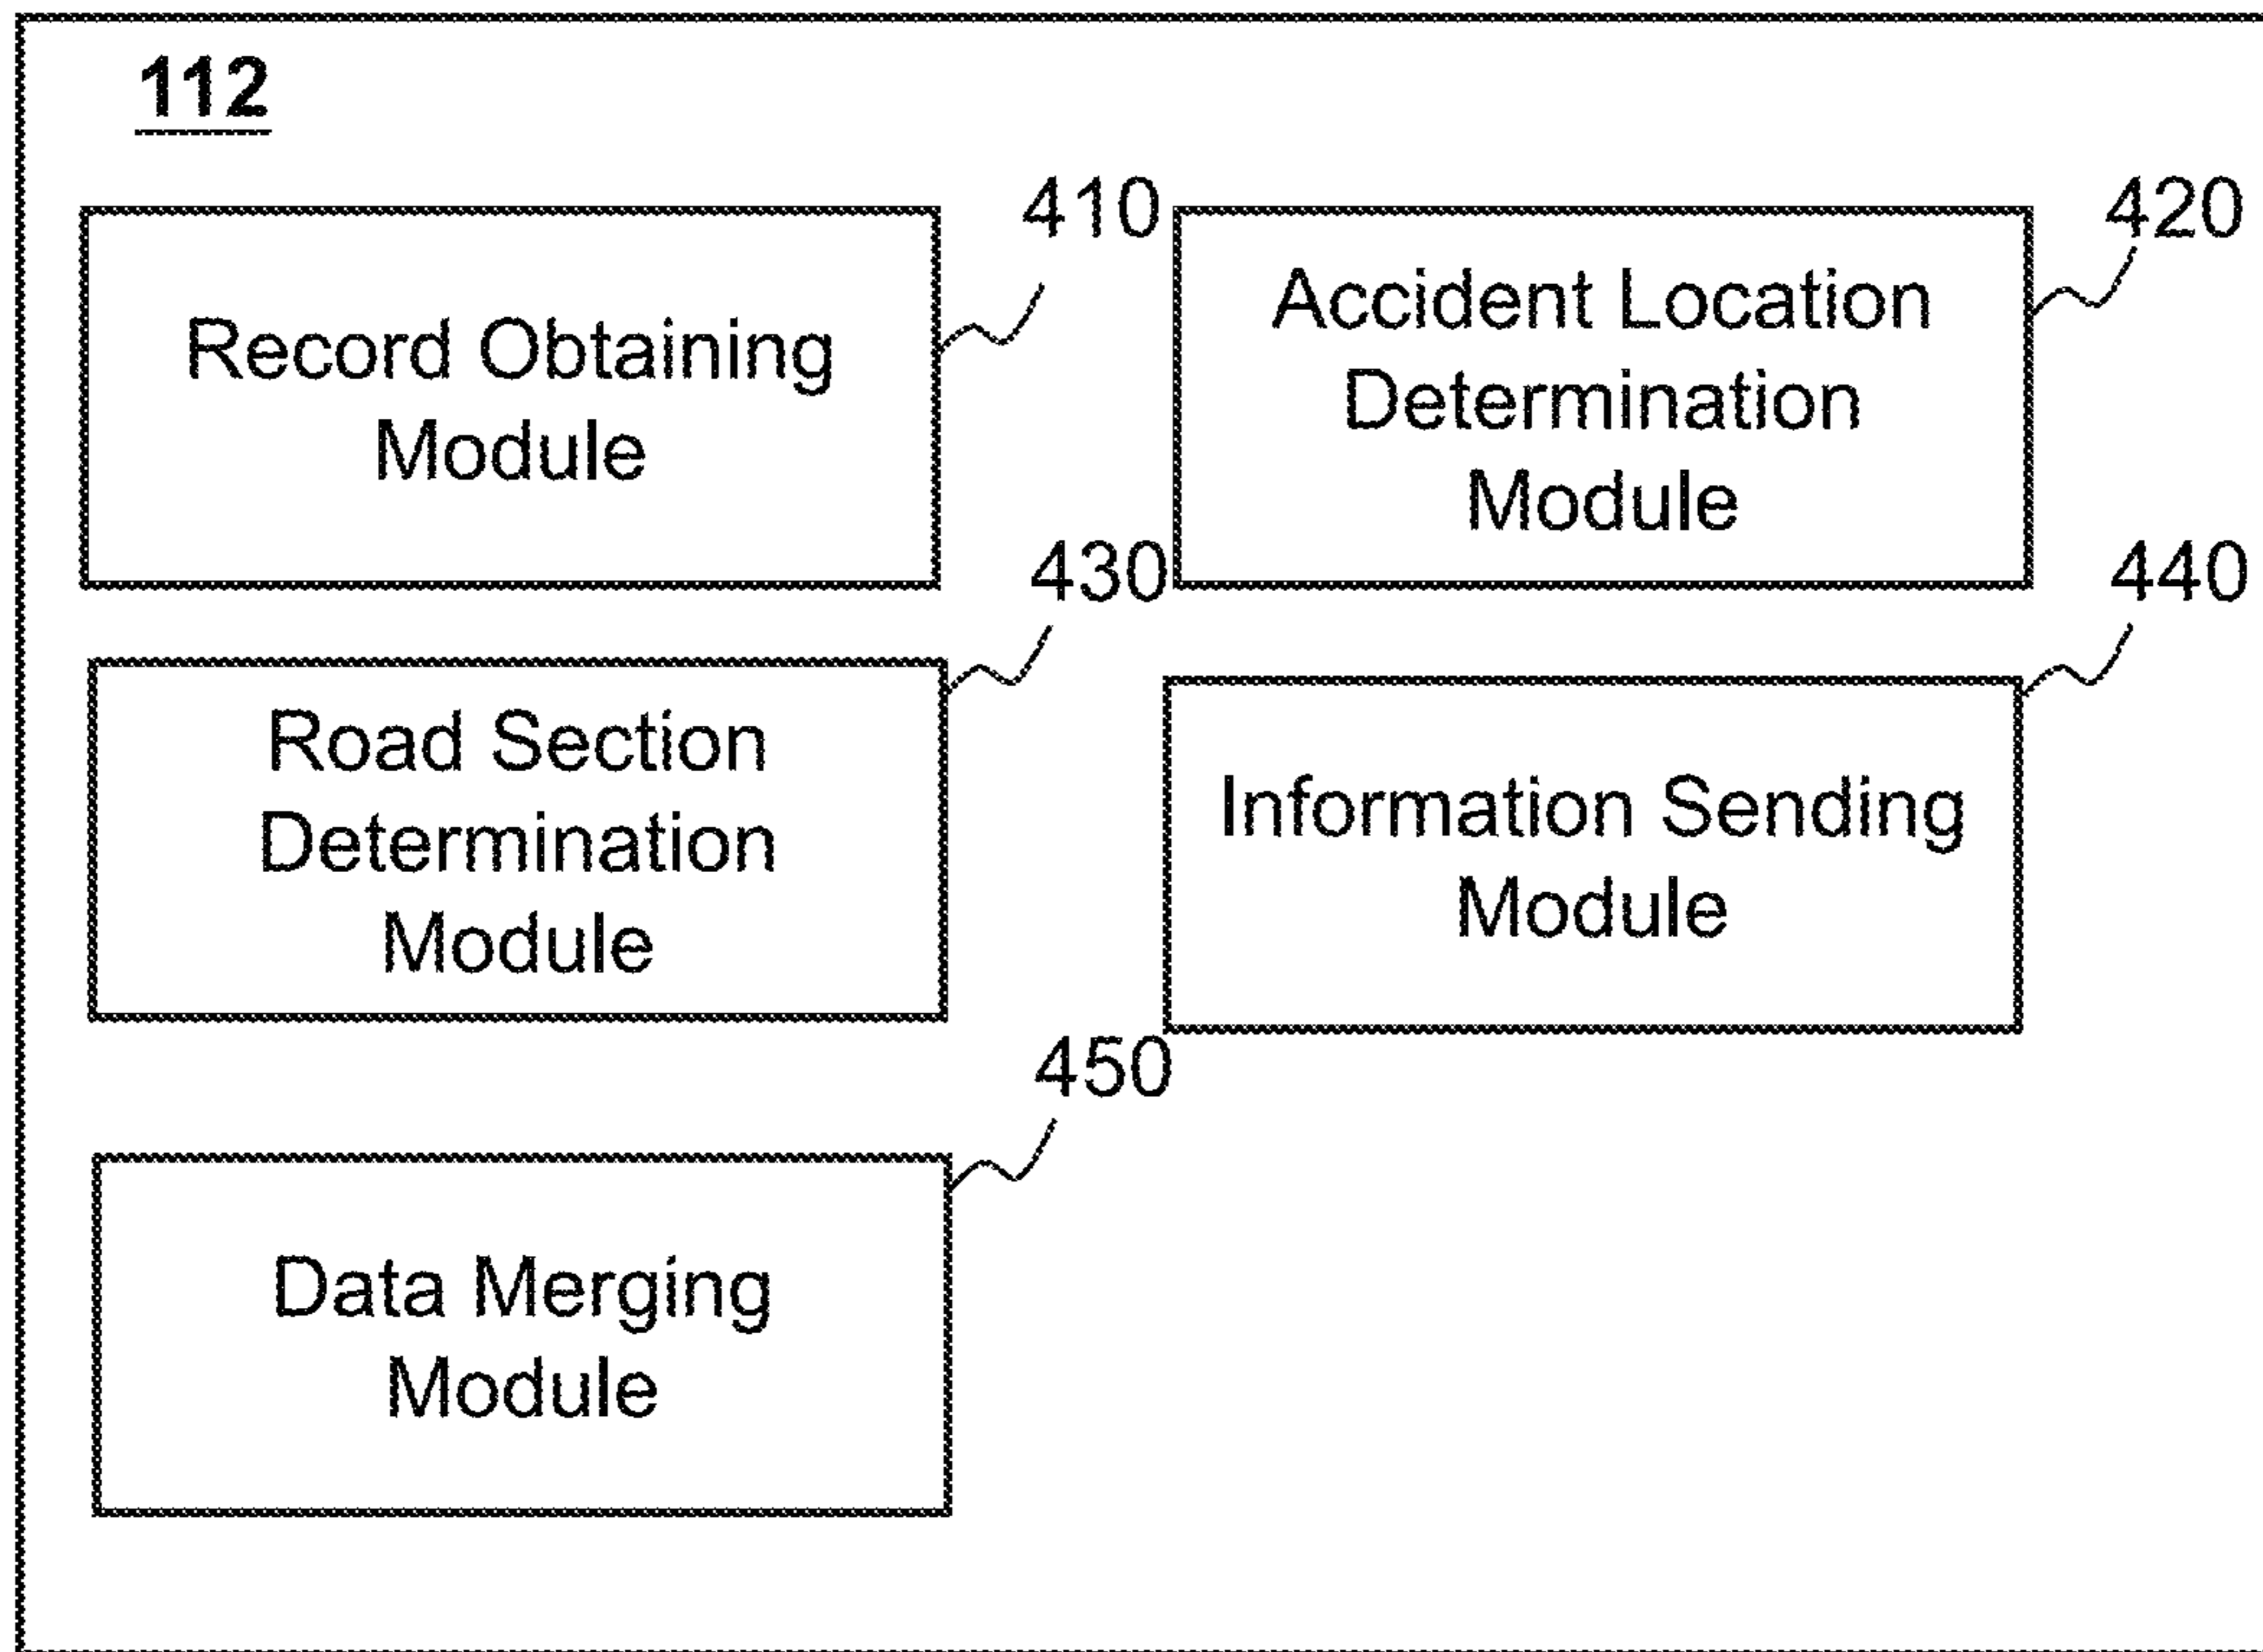 112
410
Record Obtaining
Module
420
Accident Location
Determination
Module
430
Road Section
Determination
Module
440
Information Sending
Module
450
Data Merging
Module